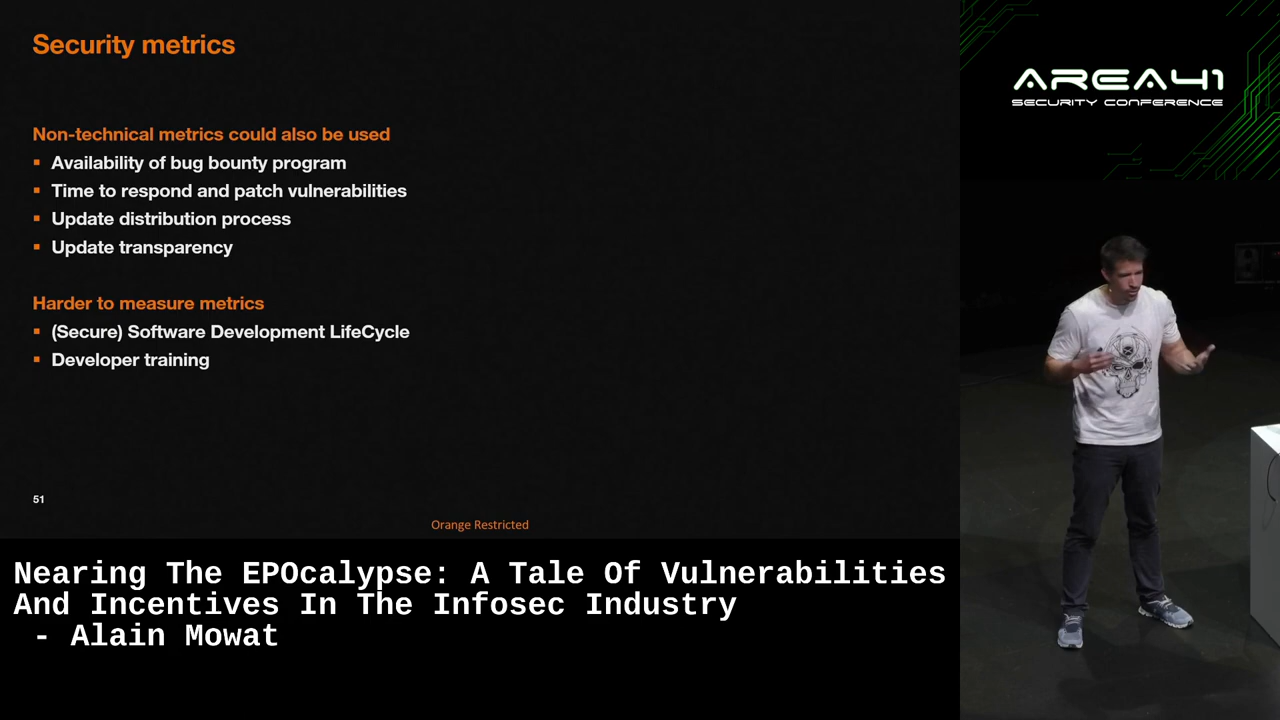 Security metrics
Non-technical metrics could also be used
Availability of bug bounty program
Time to respond and patch vulnerabilities
Update distribution process
Update transparency
Harder to measure metrics
(Secure) Software Development LifeCycle
Developer training
51
Orange Restricted
Nearing The EPOcalypse: A Tale Of Vulnerabilities
And Incentives In The Infosec Industry
- Alain Mowat
AREA41
SECURITY CONFERENCE